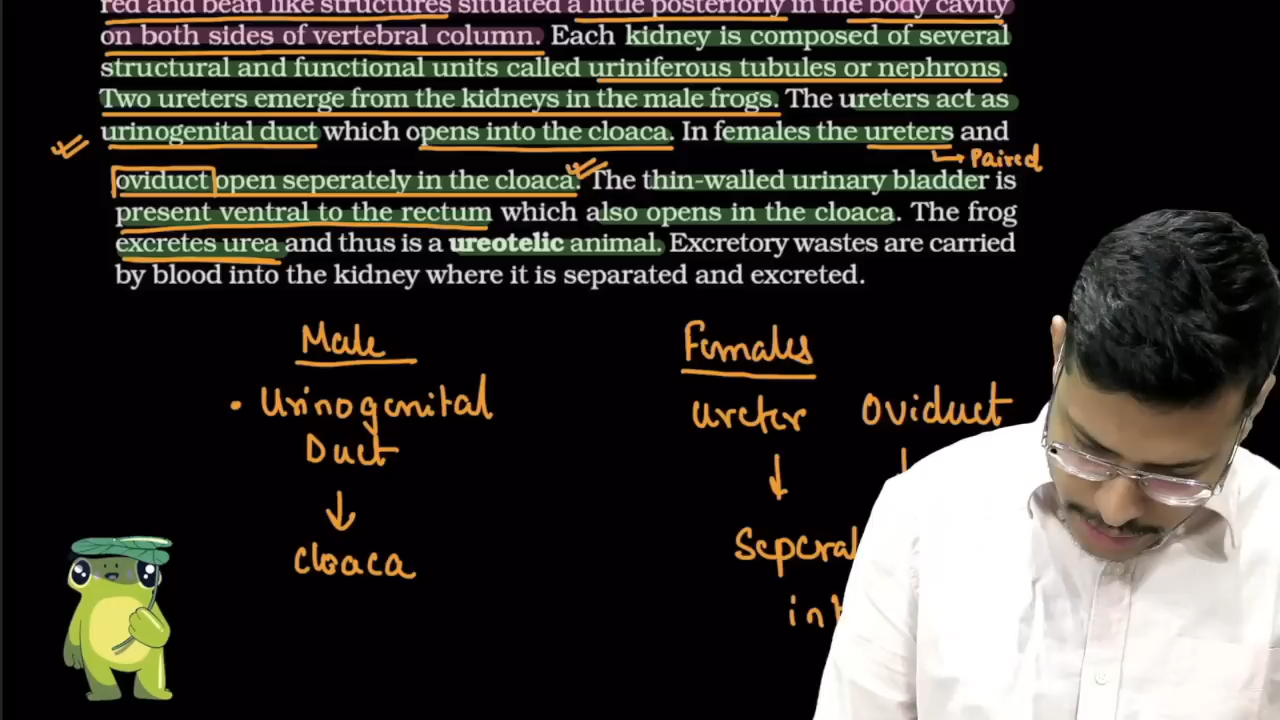 red and bean like structures situated a little posteriorly in the body cavity
on both sides of vertebral column. Each kidney is composed of several
structural and functional units called uriniferous tubules or nephrons.
Two ureters emerge from the kidneys in the male frogs. The ureters act as
urinogenital duct which opens into the cloaca. In females the ureters and
Paired
oviduct open seperately in the cloaca. The thin-walled urinary bladder is
present ventral to the rectum which also opens in the cloaca. The frog
excretes urea and thus is a ureotelic animal. Excretory wastes are carried
by blood into the kidney where it is separated and excreted.
Male
• Urinogenital
Duct
↓
Cloaca
Females
Ureter Oviduct
↓